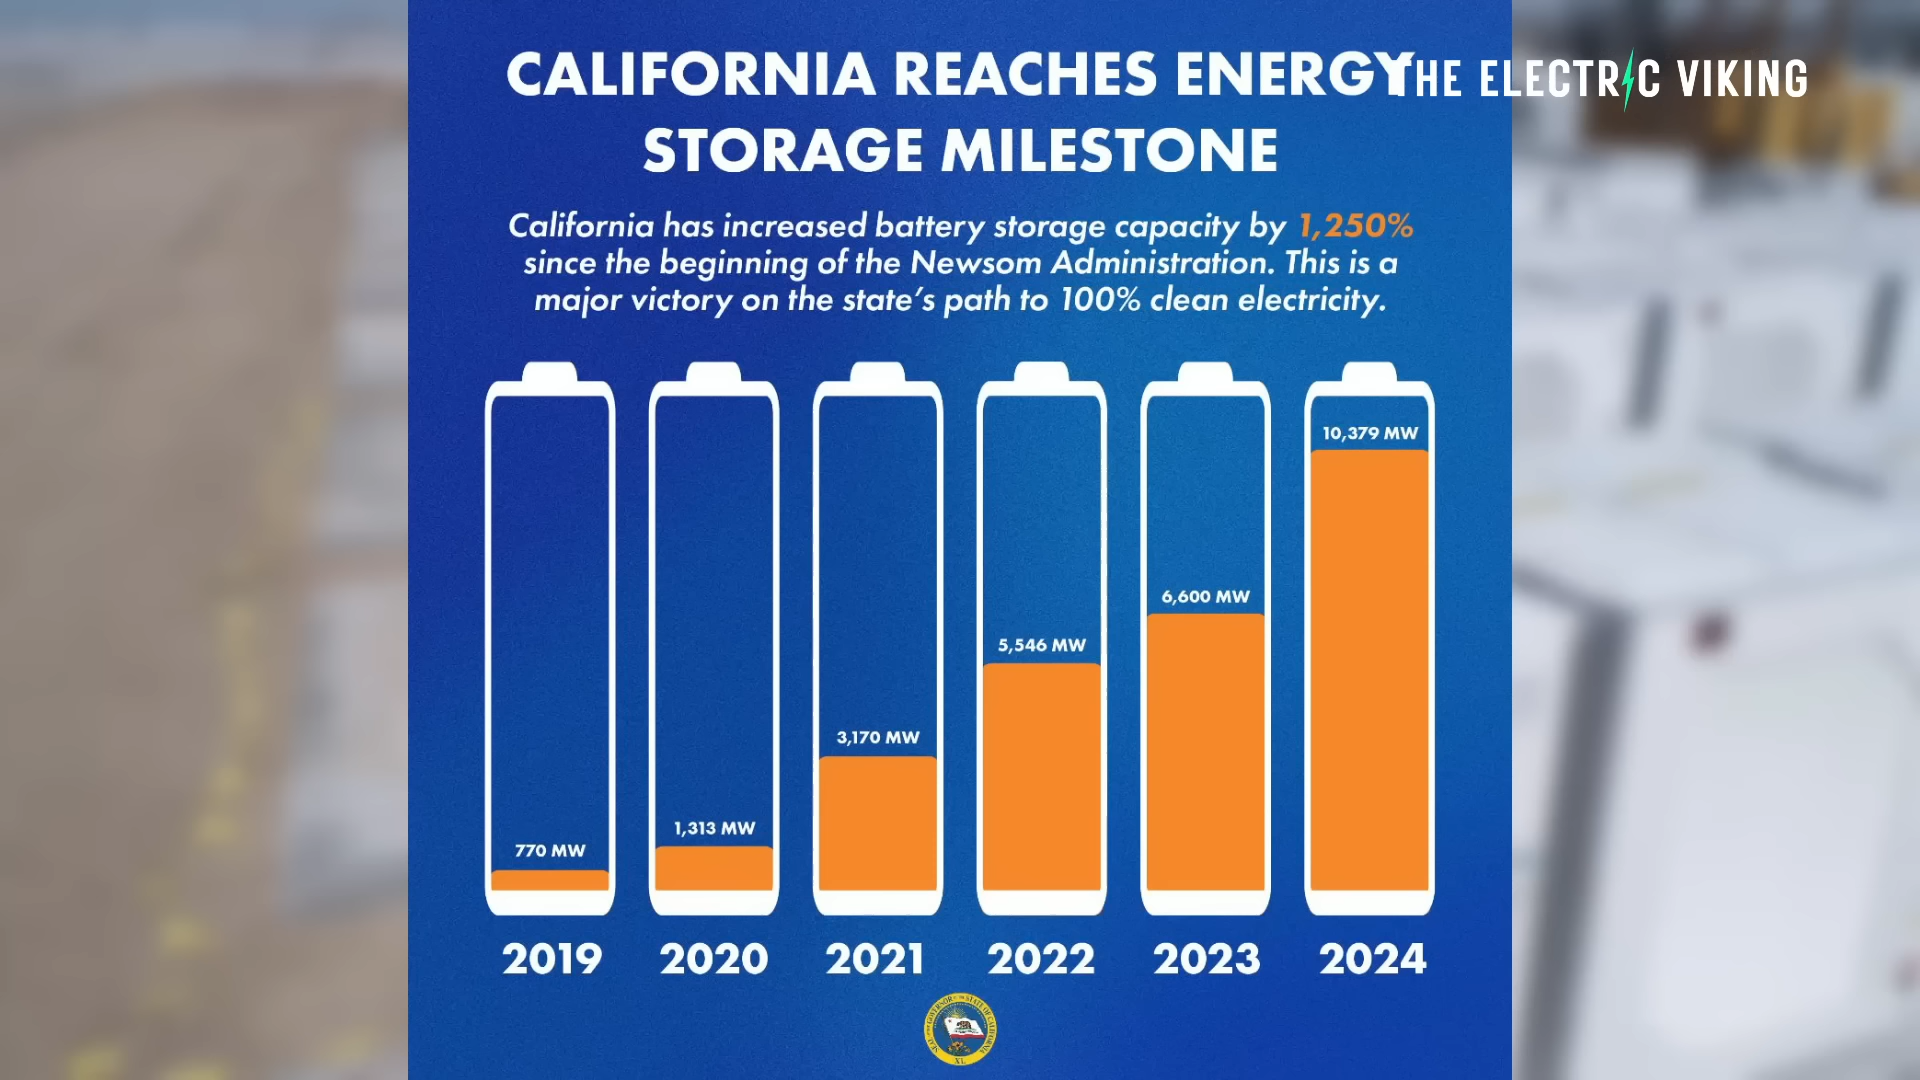 CALIFORNIA REACHES ENERGY
THE ELECTRIC VIKING
STORAGE MILESTONE
California has increased battery storage capacity by 1,250%
since the beginning of the Newsom Administration. This is a
major victory on the state's path to 100% clean electricity.
10,379 MW
6,600 MW
5,546 MW
3,170 MW
1,313 MW
770 MW
2019 2020 2021 2022 2023 2024